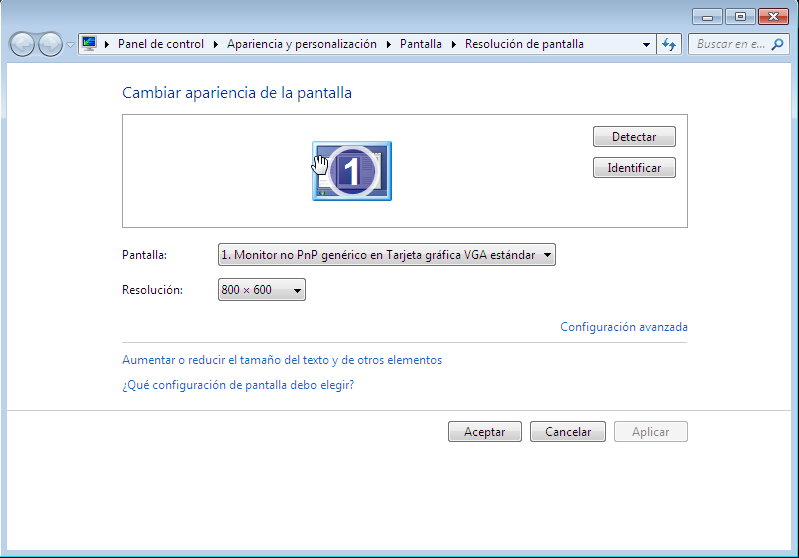 Panel de control Apariencia y personalización Pantalla Resolución de pantalla Buscar en e...
Cambiar apariencia de la pantalla
1
Detectar
Identificar
Pantalla: 1. Monitor no PnP genérico en Tarjeta gráfica VGA estándar
Resolución: 800 × 600
Configuración avanzada
Aumentar o reducir el tamaño del texto y de otros elementos
¿Qué configuración de pantalla debo elegir?
Aceptar Cancelar Aplicar